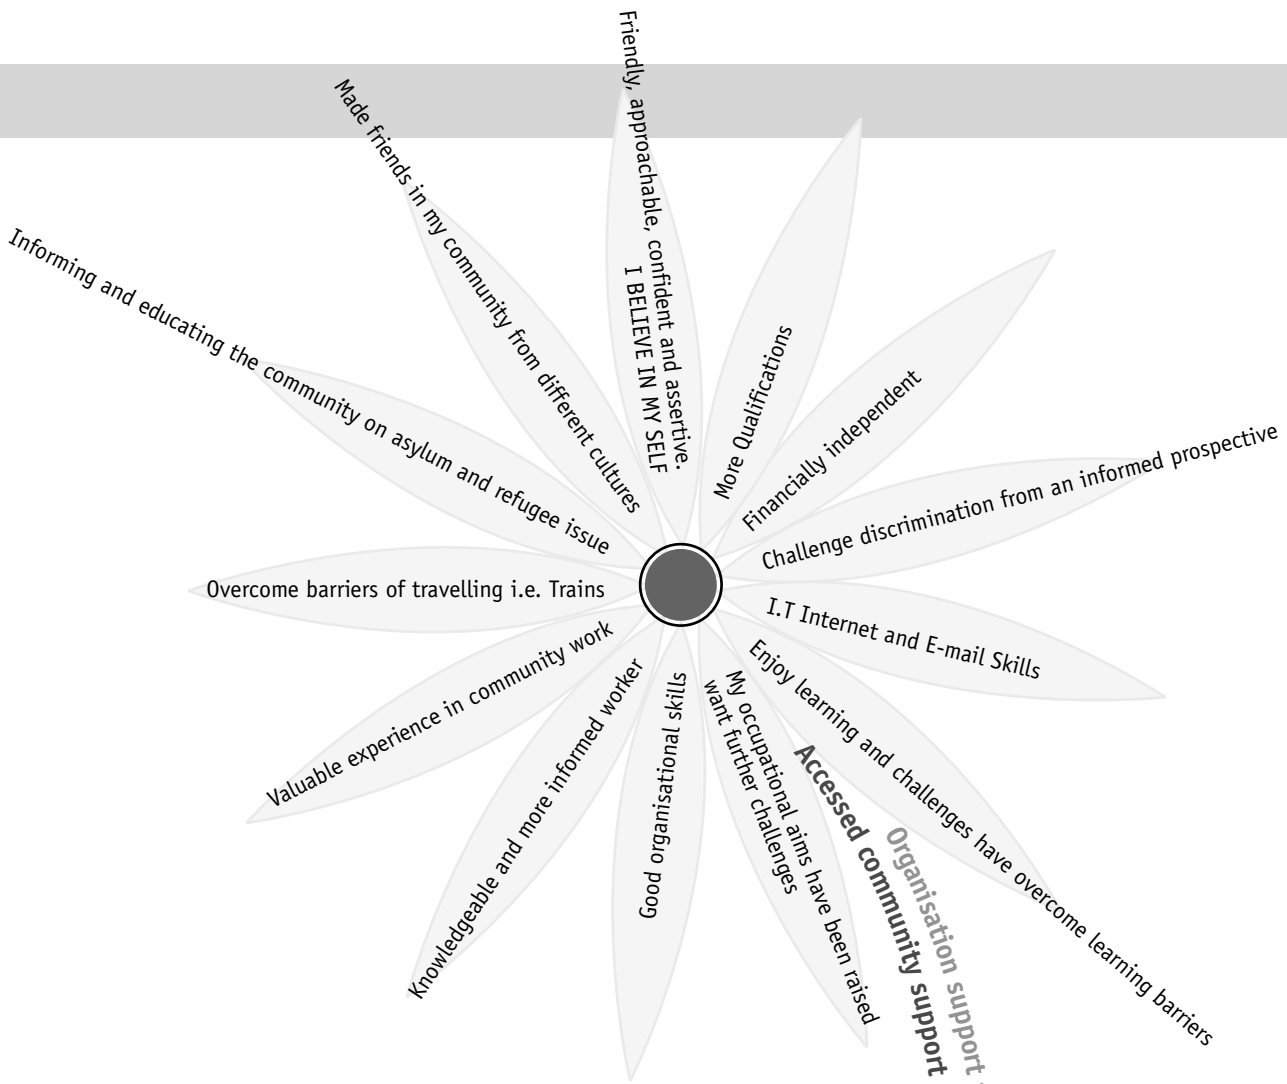 Friendly, approachable, confident and assertive.
I BELIEVE IN MY SELF
More Qualifications
Financially independent
Challenge discrimination from an informed prospective
I.T Internet and E-mail Skills
Enjoy learning and challenges have overcome learning barriers
Organisation support
Accessed community support
My occupational aims have been raised
want further challenges
Good organisational skills
Knowledgeable and more informed worker
Valuable experience in community work
Overcome barriers of travelling i.e. Trains
Informing and educating the community on asylum and refugee issue
Made friends in my community from different cultures